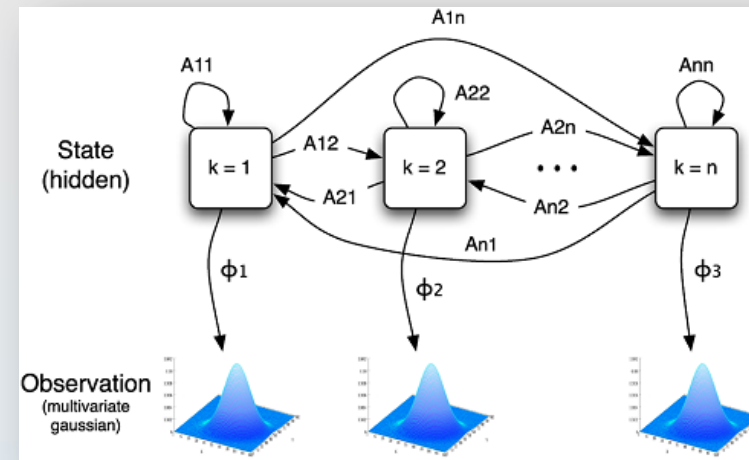 A1n
A11
A22
Ann
State
(hidden)
k = 1
A12
k = 2
A2n
• • •
k = n
A21
An2
An1
ϕ1
ϕ2
ϕ3
Observation
(multivariate
gaussian)